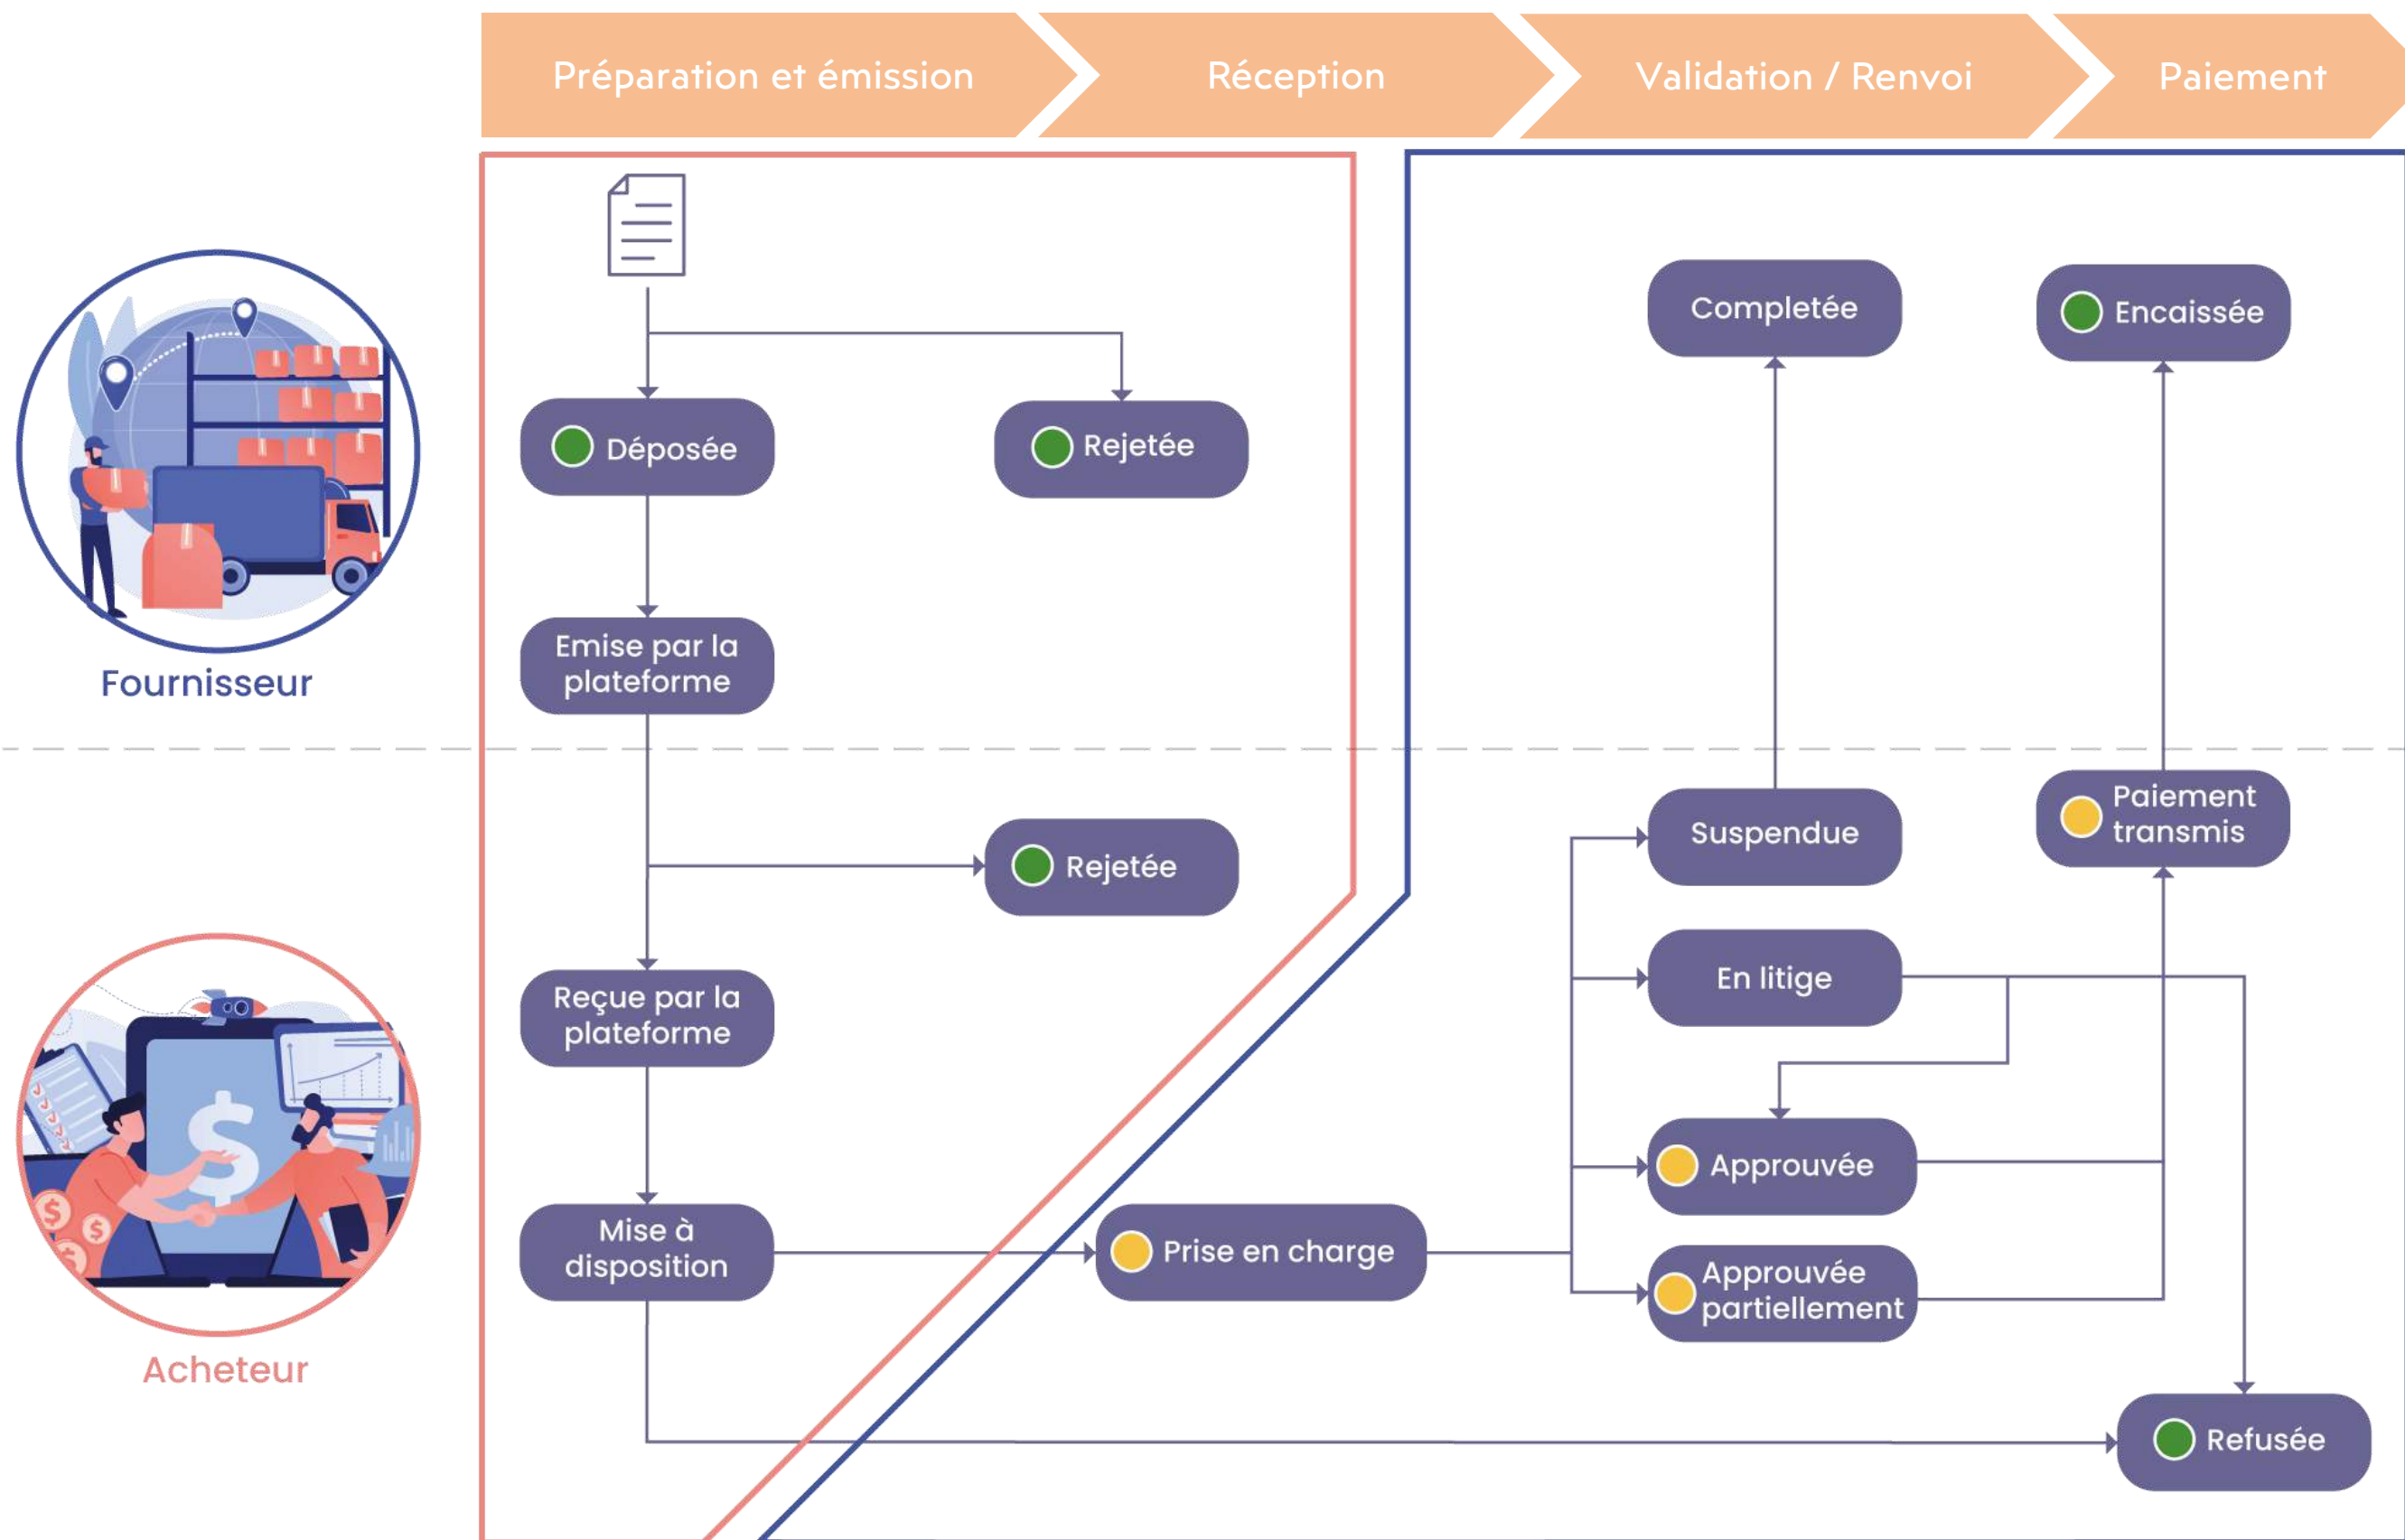 Préparation et émission
Réception
Validation / Renvoi
Paiement
Completée
Encaissée
Déposée
Rejetée
Emise par la
plateforme
Fournisseur
Paiement
transmis
Suspendue
Rejetée
En litige
Reçue par la
plateforme
Approuvée
Mise à
disposition
Prise en charge
Approuvée
partiellement
Acheteur
Refusée
$
$
$